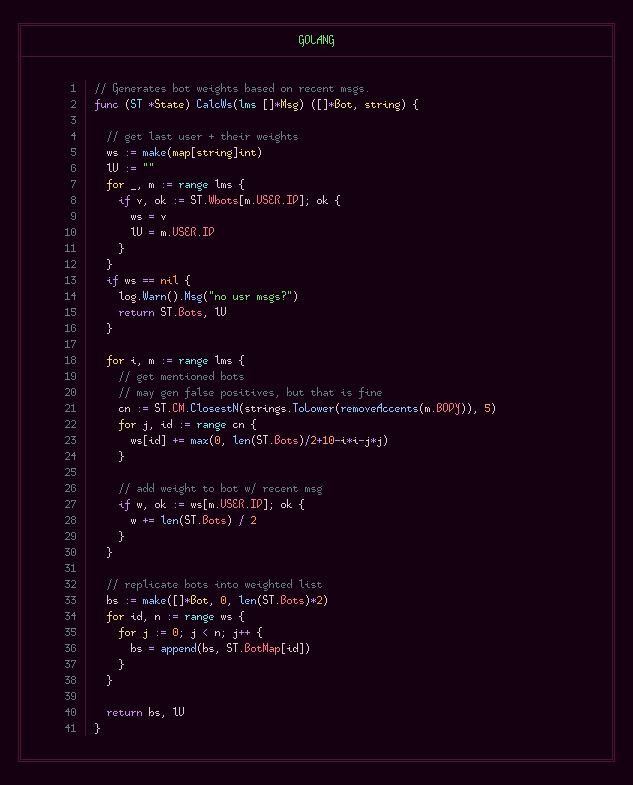 GOLANG
1 // Generates bot weights based on recent msgs.
2 func (ST *State) CalcWs(lms []*Msg) ([]*Bot, string) {
3
4 // get last user + their weights
5 ws := make(map[string]int)
6 lU := ""
7 for _, m := range lms {
8 if v, ok := ST.Wbots[m.USER.ID]; ok {
9 ws = v
10 lU = m.USER.ID
11 }
12 }
13 if ws == nil {
14 log.Warn().Msg("no usr msgs?")
15 return ST.Bots, lU
16 }
17
18 for i, m := range lms {
19 // get mentioned bots
20 // may gen false positives, but that is fine
21 cn := ST.CM.ClosestN(strings.ToLower(removeAccents(m.BODY)), 5)
22 for j, id := range cn {
23 ws[id] += max(0, len(ST.Bots)/2+10-i*i-j*j)
24 }
25
26 // add weight to bot w/ recent msg
27 if w, ok := ws[m.USER.ID]; ok {
28 w += len(ST.Bots) / 2
29 }
30 }
31
32 // replicate bots into weighted list
33 bs := make([]*Bot, 0, len(ST.Bots)*2)
34 for id, n := range ws {
35 for j := 0; j < n; j++ {
36 bs = append(bs, ST.BotMap[id])
37 }
38 }
39
40 return bs, lU
41 }